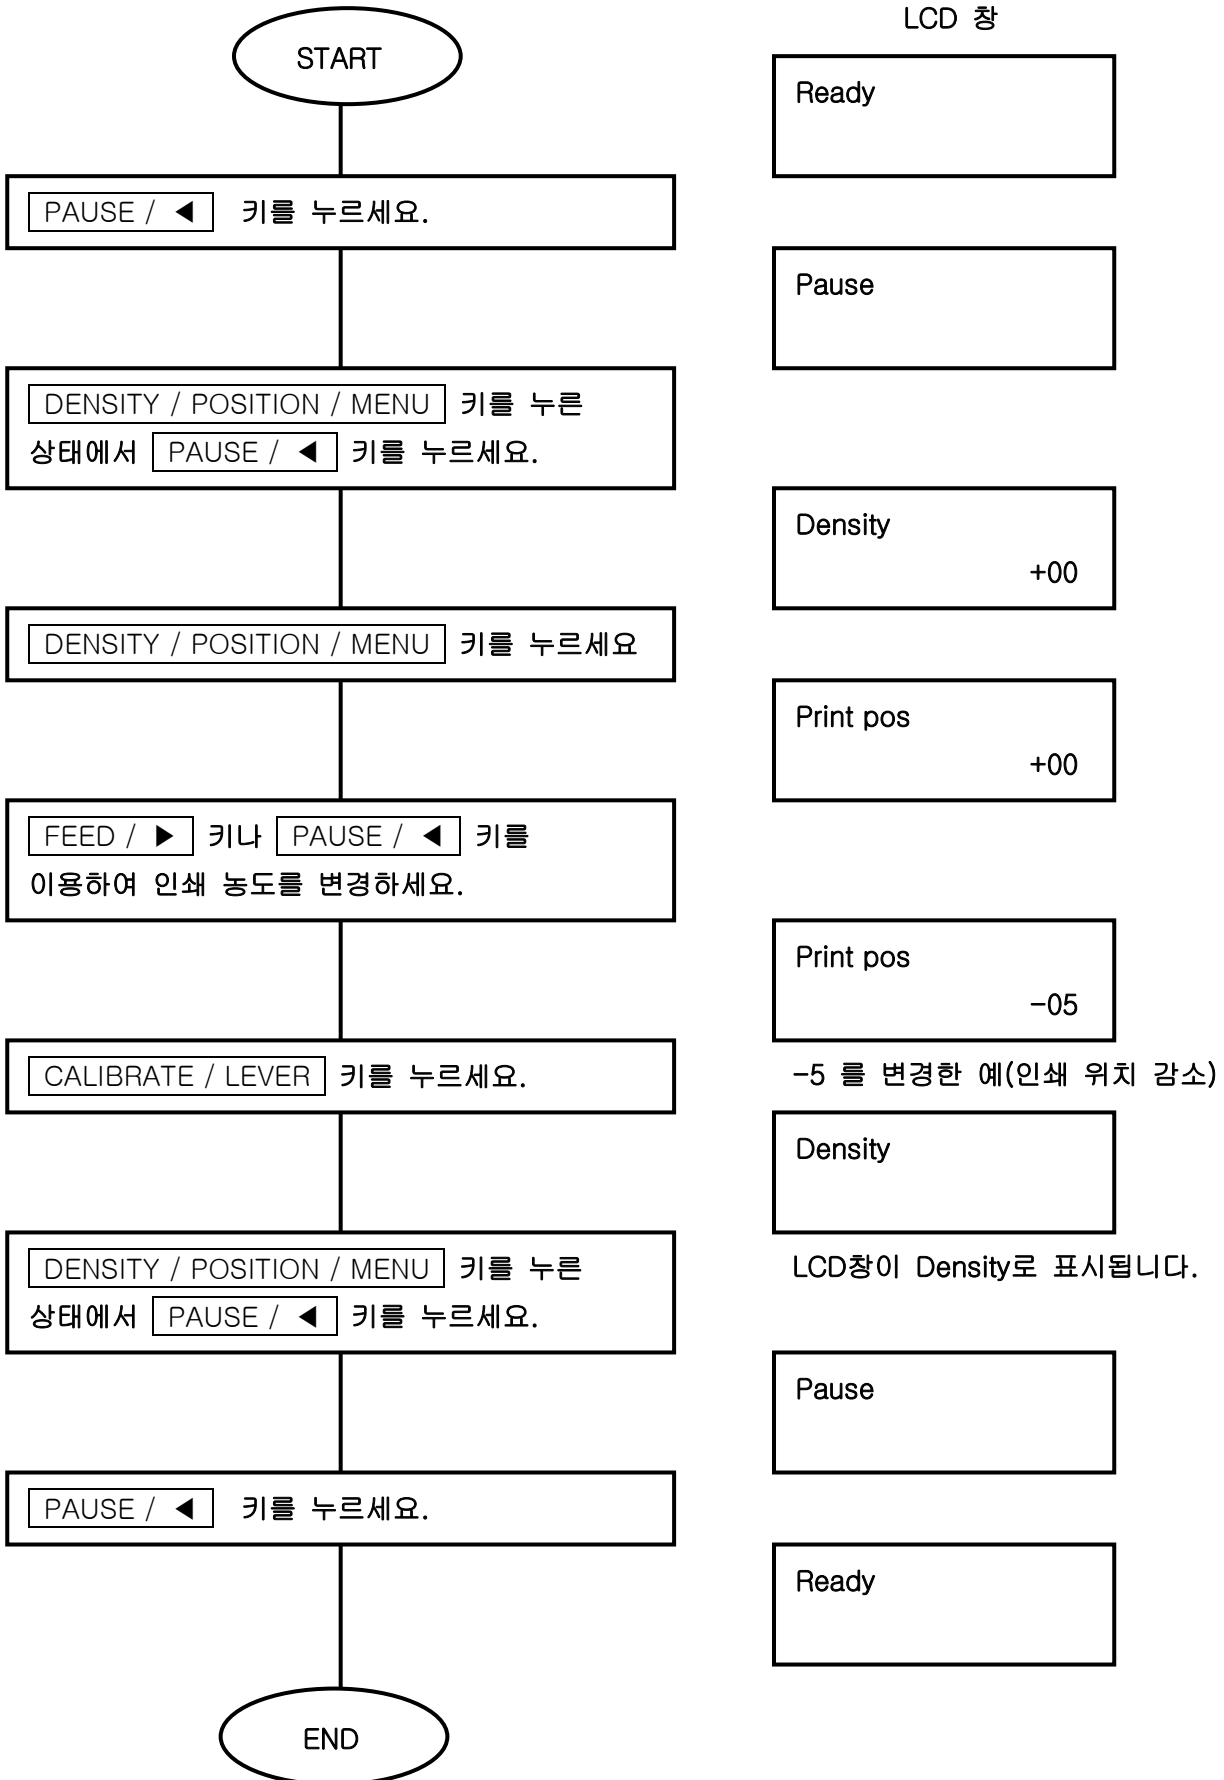 LCD 창
START
Ready
PAUSE / ◀ 키를 누르세요.
Pause
DENSITY / POSITION / MENU 키를 누른
상태에서 PAUSE / ◀ 키를 누르세요.
Density
+00
DENSITY / POSITION / MENU 키를 누르세요
Print pos
+00
FEED / ▶ 키나 PAUSE / ◀ 키를
이용하여 인쇄 농도를 변경하세요.
Print pos
-05
CALIBRATE / LEVER 키를 누르세요.
-5 를 변경한 예(인쇄 위치 감소)
Density
DENSITY / POSITION / MENU 키를 누른
상태에서 PAUSE / ◀ 키를 누르세요.
LCD창이 Density로 표시됩니다.
Pause
PAUSE / ◀ 키를 누르세요.
Ready
END